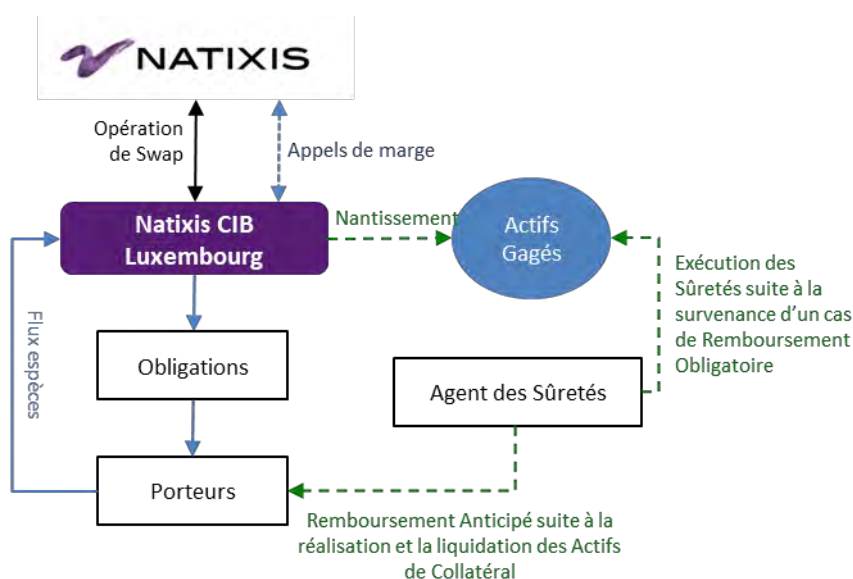 NATIXIS
Opération
de Swap
Appels de marge
Natixis CIB
Luxembourg
Nantissement
Actifs
Gagés
Exécution des
Sûretés suite à la
survenance d'un cas
de Remboursement
Obligatoire
Flux espèces
Obligations
Agent des Sûretés
Porteurs
Remboursement Anticipé suite à la
réalisation et la liquidation des Actifs
de Collatéral